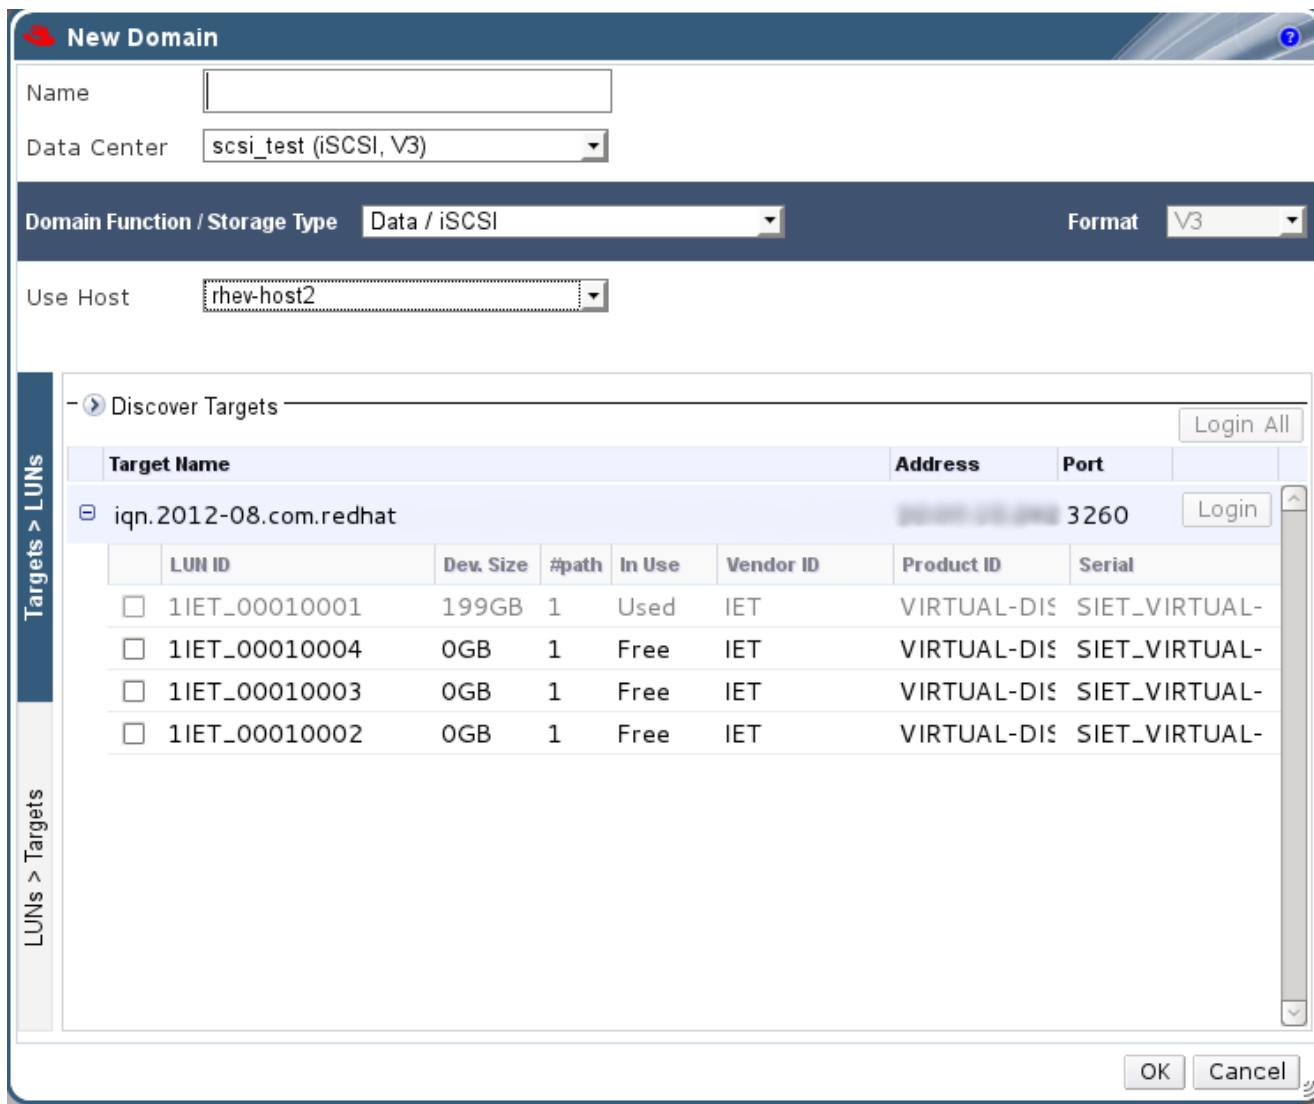 New Domain
Name
Data Center scsi_test (iSCSI, V3)
Domain Function / Storage Type Data / iSCSI Format V3
Use Host rhev-host2
Discover Targets
Login All
Targets > LUNs
LUNs > Targets
Target Name Address Port
iqn.2012-08.com.redhat 3260 Login
LUN ID Dev. Size #path In Use Vendor ID Product ID Serial
1IET_00010001 199GB 1 Used IET VIRTUAL-DIS SIET_VIRTUAL-
1IET_00010004 0GB 1 Free IET VIRTUAL-DIS SIET_VIRTUAL-
1IET_00010003 0GB 1 Free IET VIRTUAL-DIS SIET_VIRTUAL-
1IET_00010002 0GB 1 Free IET VIRTUAL-DIS SIET_VIRTUAL-
OK Cancel